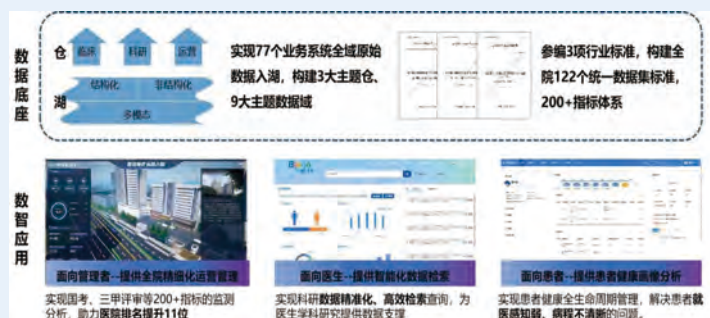 数据底座
仓
临床
科研
运营
湖
结构化
非结构化
多模态
实现77个业务系统全域原始
数据入湖，构建3大主题仓、
9大主题数据域
参编3项行业标准，构建全
院122个统一数据集标准，
200+指标体系
数智应用
面向管理者--提供全院精细化运营管理
实现国考、三甲评审等200+指标的监测
分析，助力医院排名提升11位
面向医生--提供智能化数据检索
实现科研数据精准化、高效检索查询，为
医生学科研究提供数据支撑
面向患者--提供患者健康画像分析
实现患者健康全生命周期管理，解决患者就
医感知弱、病程不清晰的问题。